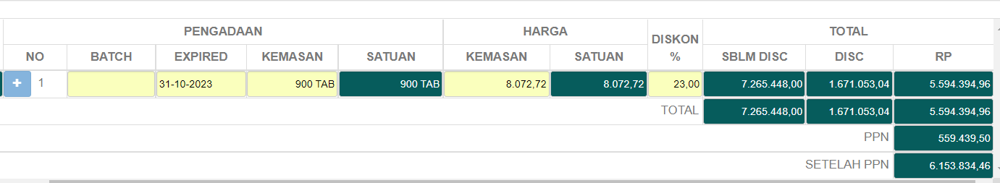 PENGADAAN HARGA DISKON % TOTAL
NO BATCH EXPIRED KEMASAN SATUAN KEMASAN SATUAN SBLM DISC DISC RP
+ 1 31-10-2023 900 TAB 900 TAB 8.072,72 8.072,72 23,00 7.265.448,00 1.671.053,04 5.594.394,96
TOTAL 7.265.448,00 1.671.053,04 5.594.394,96
PPN 559.439,50
SETELAH PPN 6.153.834,46